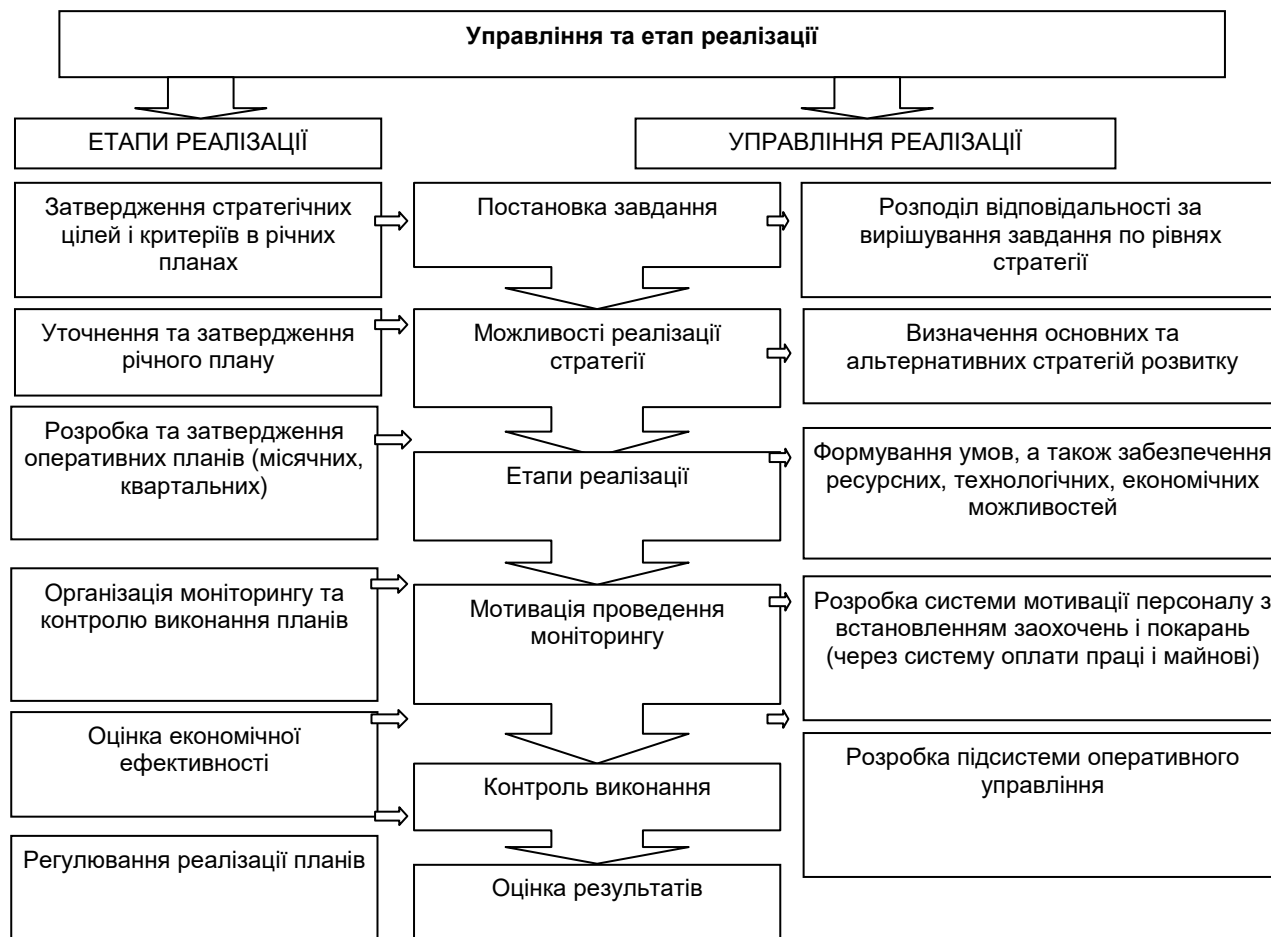 Управління та етап реалізації
ЕТАПИ РЕАЛІЗАЦІЇ
УПРАВЛІННЯ РЕАЛІЗАЦІЇ
Затвердження стратегічних
цілей і критеріїв в річних
планах
Постановка завдання
Розподіл відповідальності за
вирішування завдання по рівнях
стратегії
Уточнення та затвердження
річного плану
Можливості реалізації
стратегії
Визначення основних та
альтернативних стратегій розвитку
Розробка та затвердження
оперативних планів (місячних,
квартальних)
Етапи реалізації
Формування умов, а також забезпечення
ресурсних, технологічних, економічних
можливостей
Організація моніторингу та
контролю виконання планів
Мотивація проведення
моніторингу
Розробка системи мотивації персоналу з
встановленням заохочень і покарань
(через систему оплати праці і майнові)
Оцінка економічної
ефективності
Контроль виконання
Розробка підсистеми оперативного
управління
Регулювання реалізації планів
Оцінка результатів